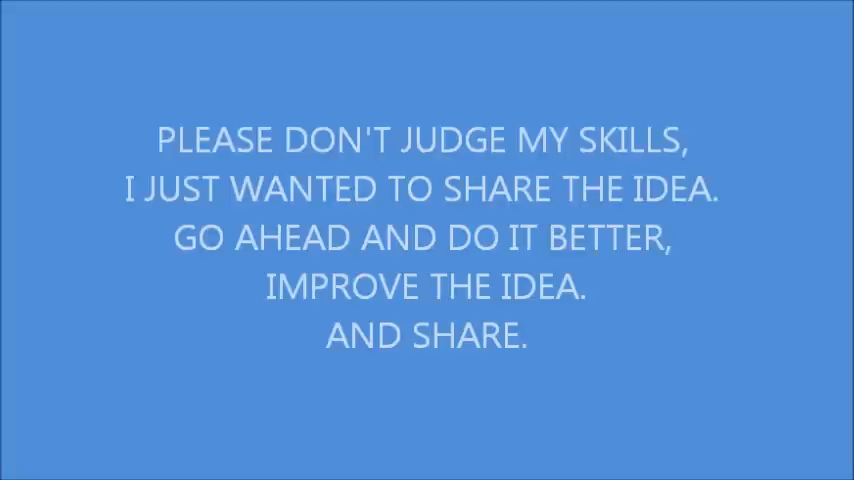 PLEASE DON'T JUDGE MY SKILLS,
I JUST WANTED TO SHARE THE IDEA.
GO AHEAD AND DO IT BETTER,
IMPROVE THE IDEA.
AND SHARE.